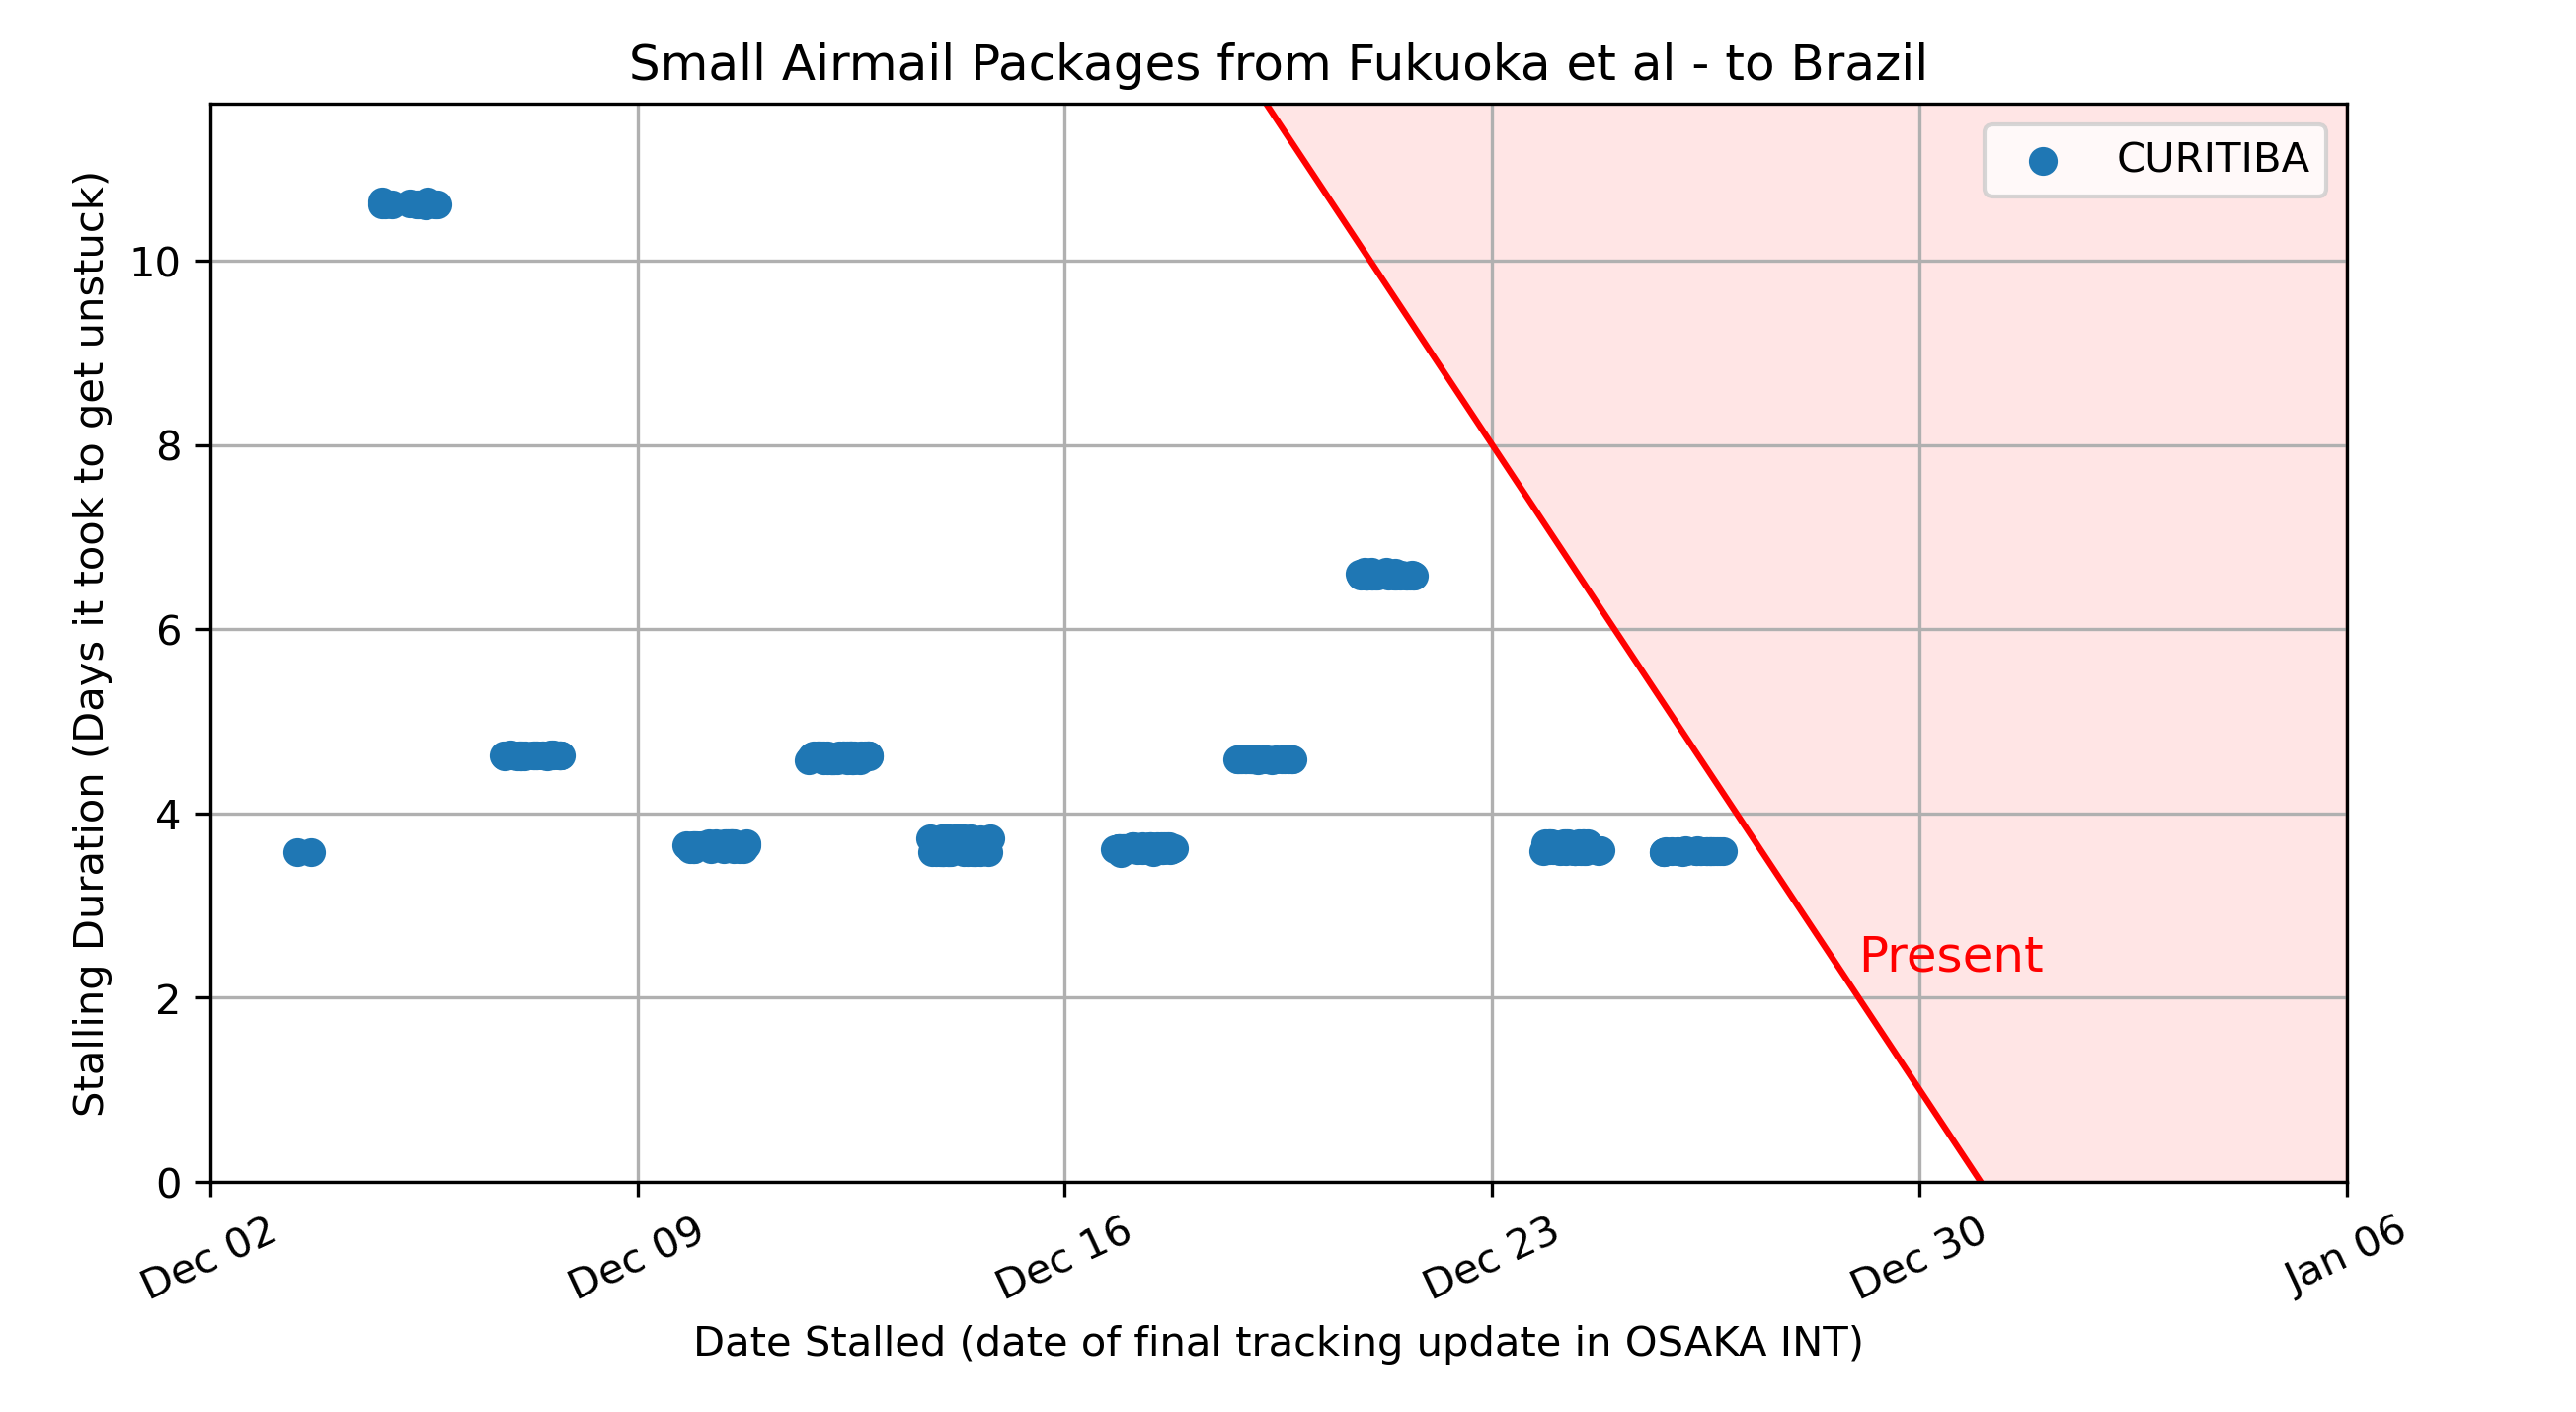 Small Airmail Packages from Fukuoka et al - to Brazil
CURITIBA
Stalling Duration (Days it took to get unstuck)
10
8
6
4
2
0
Present
Dec 02
Dec 09
Dec 16
Dec 23
Dec 30
Jan 06
Date Stalled (date of final tracking update in OSAKA INT)